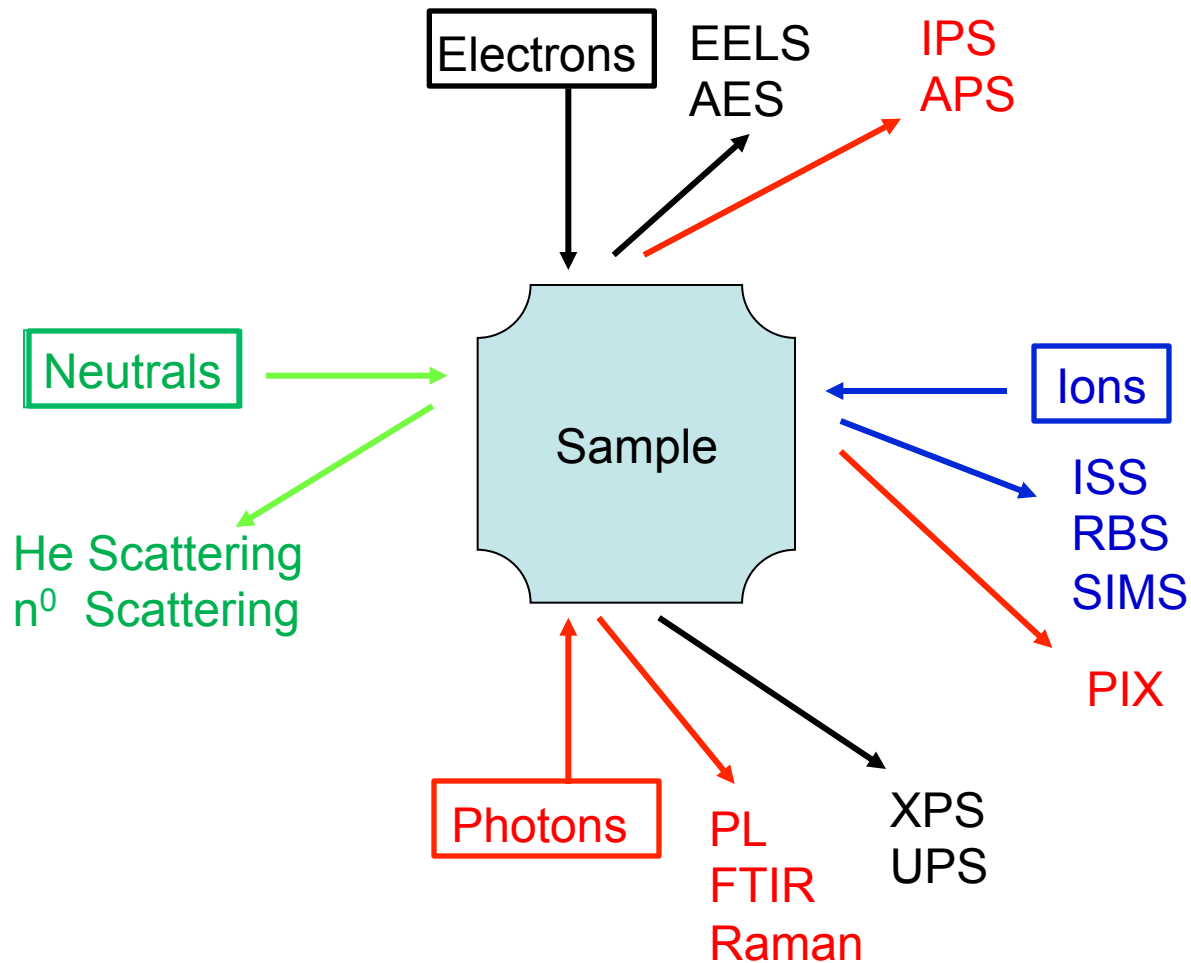 Electrons
EELS
AES
IPS
APS
Neutrals
Ions
Sample
ISS
RBS
SIMS
He Scattering
n⁰ Scattering
PIX
Photons
PL
FTIR
Raman
XPS
UPS